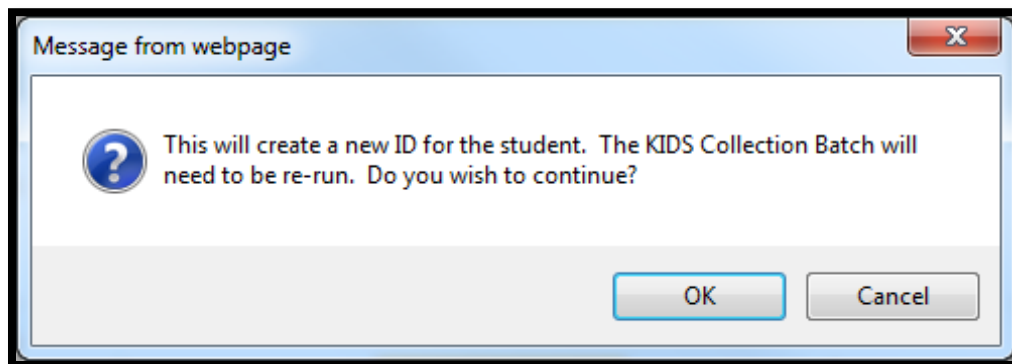 Message from webpage
This will create a new ID for the student.  The KIDS Collection Batch will
need to be re-run.  Do you wish to continue?
OK
Cancel